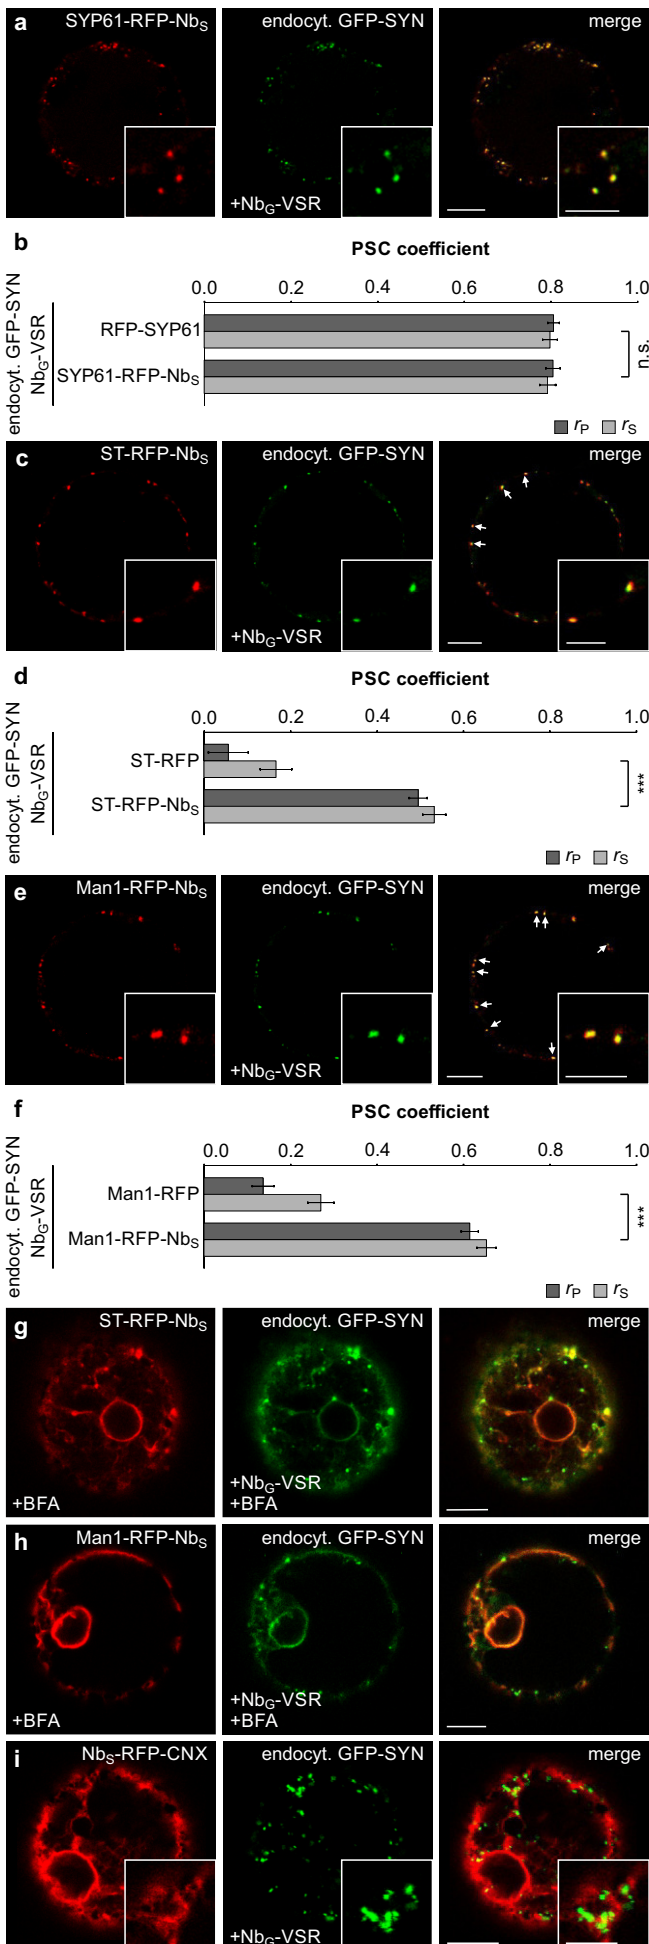 a SYP61-RFP-NbS endocyt. GFP-SYN merge
+NbG-VSR
b PSC coefficient
0.0 0.2 0.4 0.6 0.8 1.0
endocyt. GFP-SYN
NbG-VSR
RFP-SYP61
SYP61-RFP-NbS
n.s.
rP rS
c ST-RFP-NbS endocyt. GFP-SYN merge
+NbG-VSR
d PSC coefficient
0.0 0.2 0.4 0.6 0.8 1.0
endocyt. GFP-SYN
NbG-VSR
ST-RFP
ST-RFP-NbS
***
rP rS
e Man1-RFP-NbS endocyt. GFP-SYN merge
+NbG-VSR
f PSC coefficient
0.0 0.2 0.4 0.6 0.8 1.0
endocyt. GFP-SYN
NbG-VSR
Man1-RFP
Man1-RFP-NbS
***
rP rS
g ST-RFP-NbS endocyt. GFP-SYN merge
+NbG-VSR
+BFA +BFA
h Man1-RFP-NbS endocyt. GFP-SYN merge
+NbG-VSR
+BFA +BFA
i NbS-RFP-CNX endocyt. GFP-SYN merge
+NbG-VSR